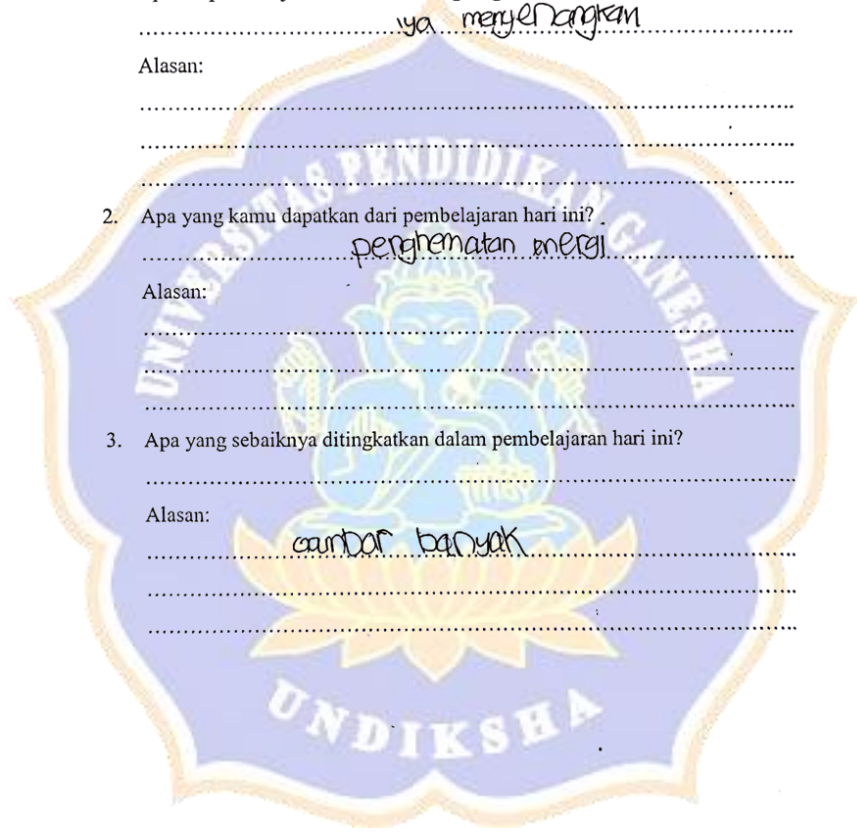 iya menyenangkan
Alasan:
2. Apa yang kamu dapatkan dari pembelajaran hari ini?
penghematan energi
Alasan:
3. Apa yang sebaiknya ditingkatkan dalam pembelajaran hari ini?
Alasan:
gambar banyak
UNIVERSITAS PENDIDIKAN GANESHA
UNDIKSHA